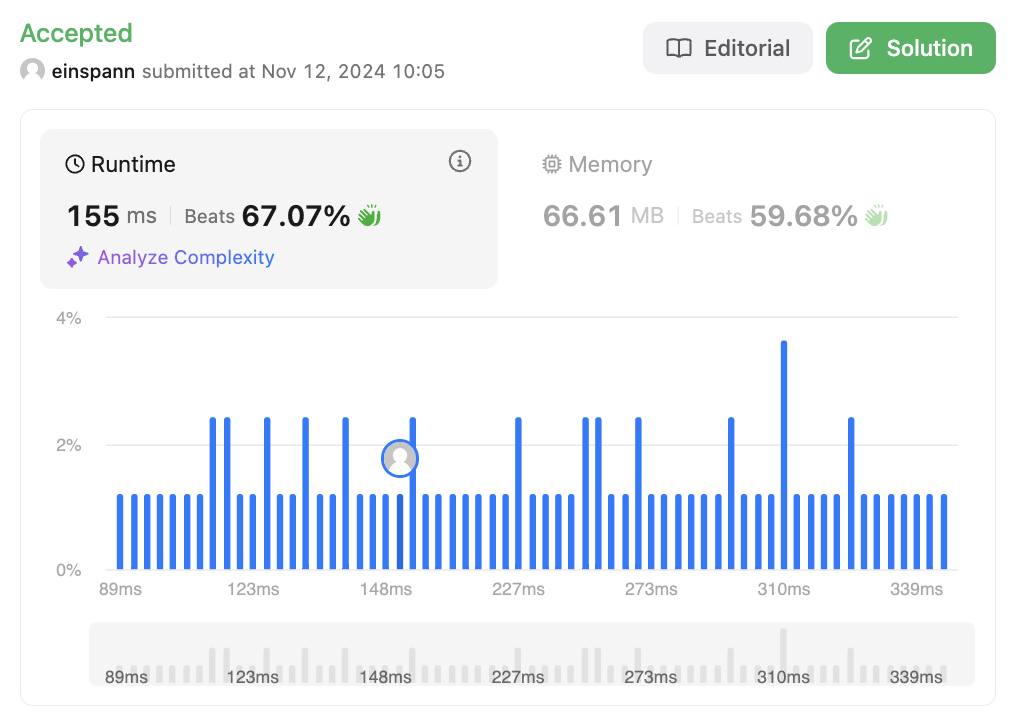 Accepted
einspann submitted at Nov 12, 2024 10:05
Editorial
Solution
Runtime
155 ms Beats 67.07%
Analyze Complexity
Memory
66.61 MB Beats 59.68%
4%
2%
0%
89ms 123ms 148ms 227ms 273ms 310ms 339ms
89ms 123ms 148ms 227ms 273ms 310ms 339ms